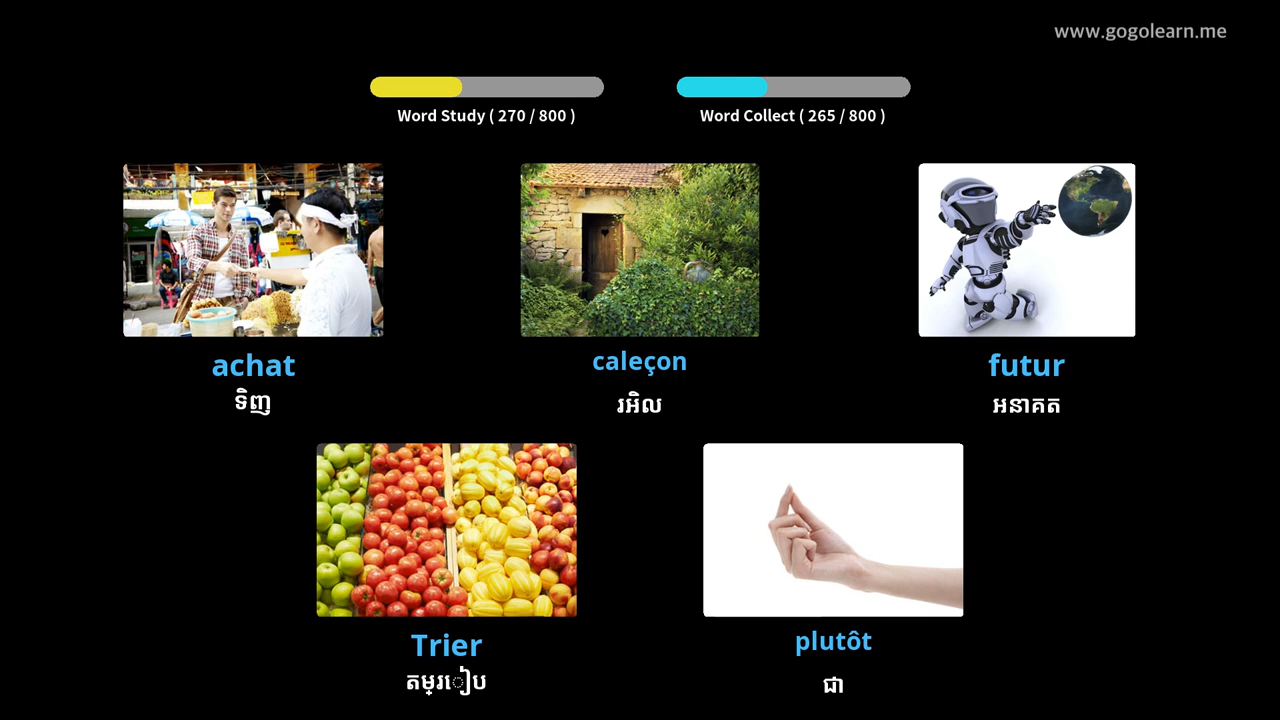 www.gogolearn.me
Word Study ( 270 / 800 )
Word Collect ( 265 / 800 )
achat
ទិញ
caleçon
រអិល
futur
អនាគត
Trier
តម្រៀប
plutôt
ជា